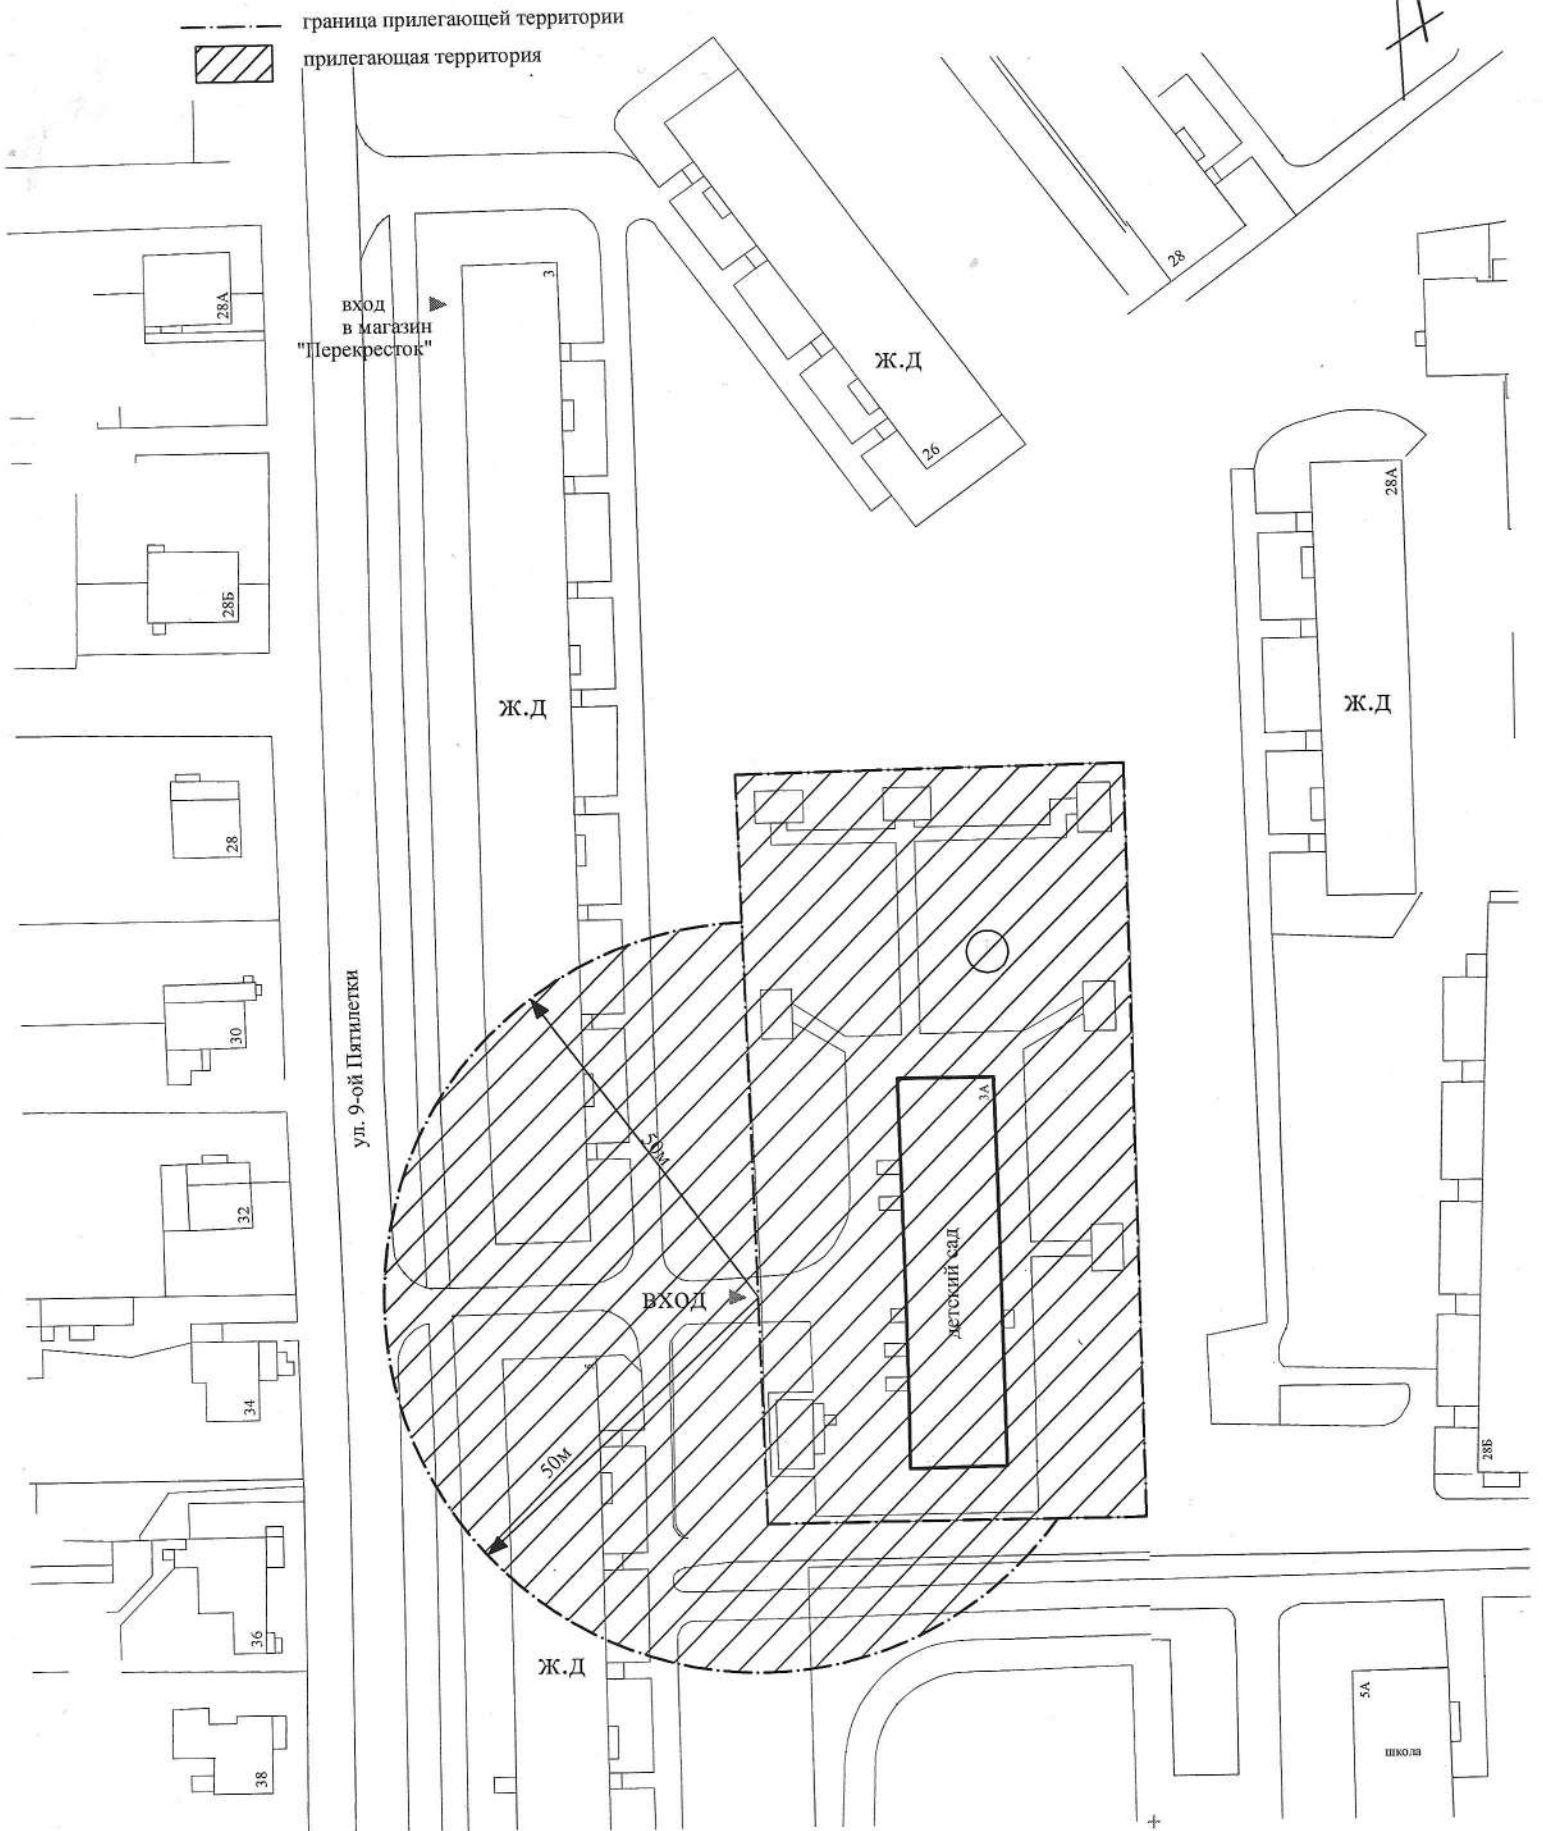 граница прилегающей территории
прилегающая территория
28
3
28А
вход
в магазин
"Перекресток"
Ж.Д
26
28А
28Б
Ж.Д
Ж.Д
28
ул. 9-ой Пятилетки
30
3А
50м
32
детский сад
ВХОД
34
50м
28Б
36
Ж.Д
5А
школа
38